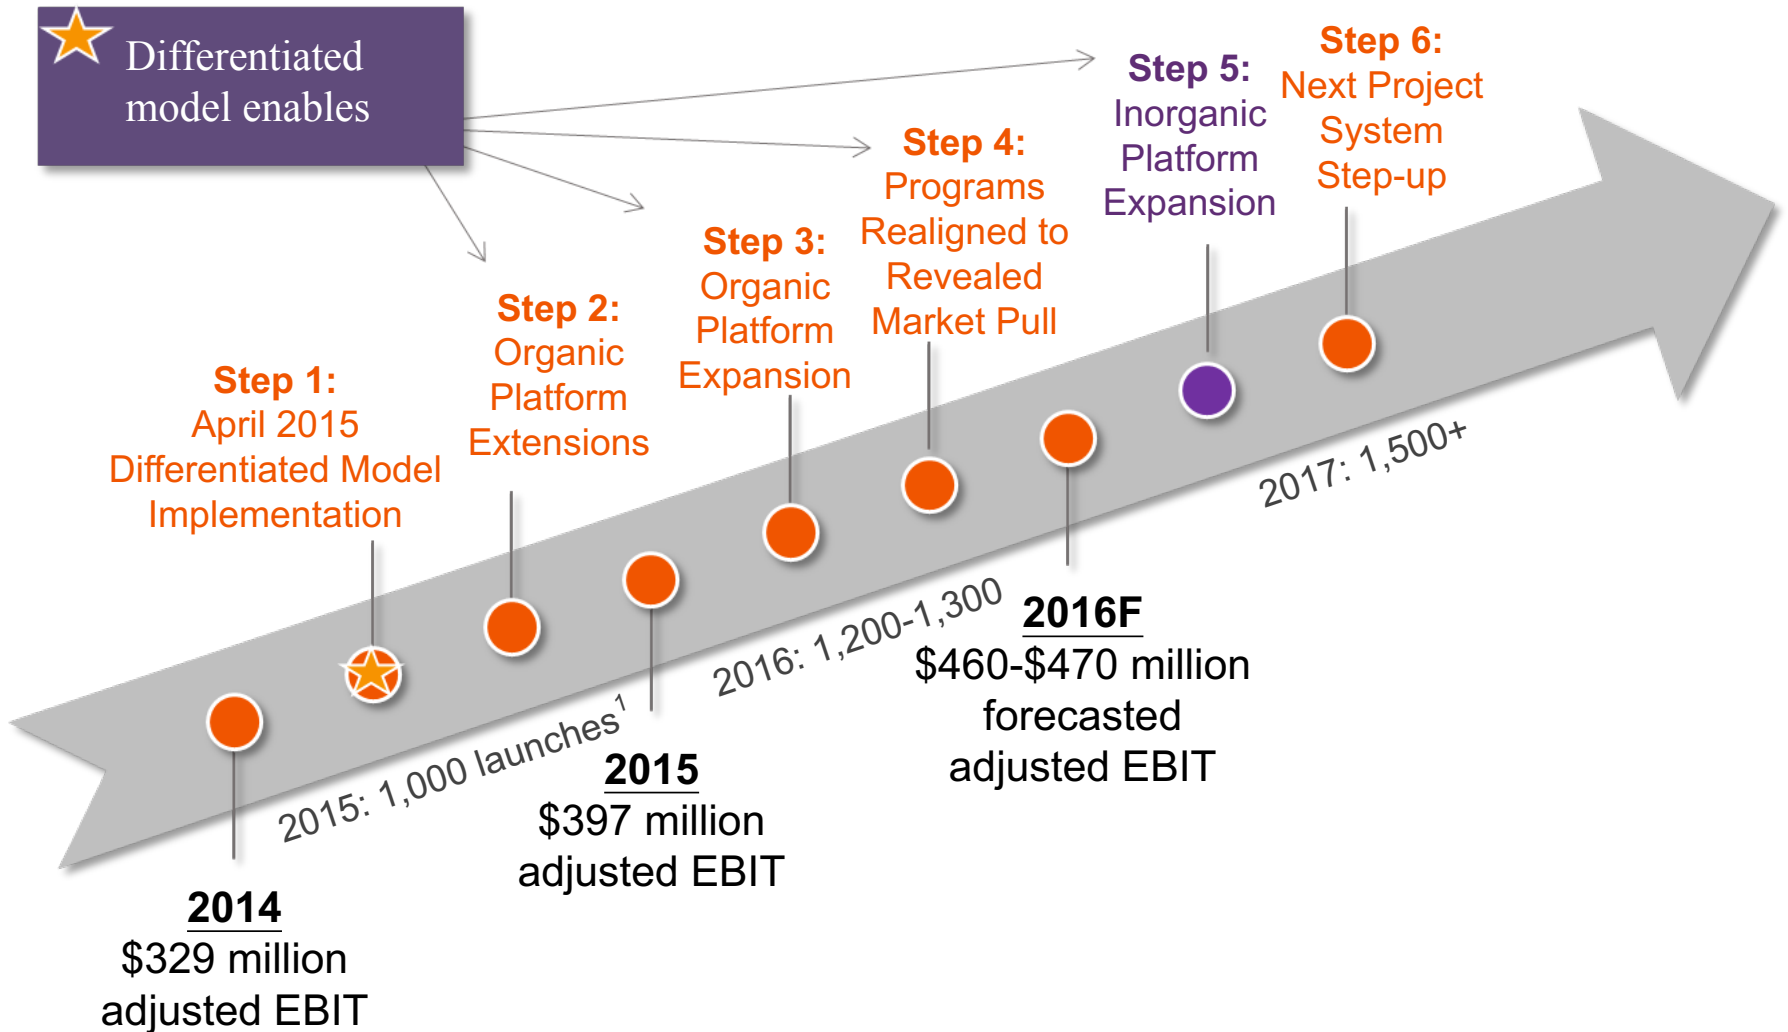 Differentiated
model enables
Step 1:
April 2015
Differentiated Model
Implementation
Step 2:
Organic
Platform
Extensions
Step 3:
Organic
Platform
Expansion
Step 4:
Programs
Realigned to
Revealed
Market Pull
Step 5:
Inorganic
Platform
Expansion
Step 6:
Next Project
System
Step-up
2015: 1,000 launches¹
2016: 1,200-1,300
2017: 1,500+
2014
$329 million
adjusted EBIT
2015
$397 million
adjusted EBIT
2016F
$460-$470 million
forecasted
adjusted EBIT